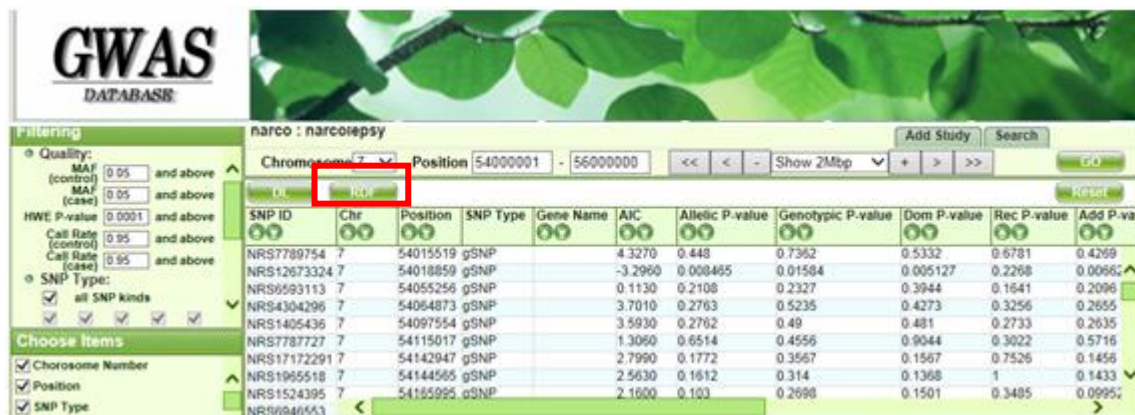 GWAS
DATABASE
narco : narcolepsy
Add Study Search
Chromosome 7 Position 54000001 - 56000000 << < - Show 2Mbp + > >> GO
DL RDF Reset
Filtering
Quality:
MAF (control) 0.05 and above
MAF (case) 0.05 and above
HWE P-value 0.0001 and above
Call Rate (control) 0.95 and above
Call Rate (case) 0.95 and above
SNP Type:
all SNP kinds
Choose Items
Chorosome Number
Position
SNP Type
SNP ID Chr Position SNP Type Gene Name AIC Allelic P-value Genotypic P-value Dom P-value Rec P-value Add P-va
NRS7789754 7 54015519 gSNP 4.3270 0.448 0.7362 0.5332 0.6781 0.4269
NRS12673324 7 54018859 gSNP -3.2960 0.008465 0.01584 0.005127 0.2268 0.00662
NRS6593113 7 54055256 gSNP 0.1130 0.2108 0.2327 0.3944 0.1641 0.2096
NRS4304296 7 54064873 gSNP 3.7010 0.2763 0.5235 0.4273 0.3256 0.2655
NRS1405436 7 54097554 gSNP 3.5930 0.2762 0.49 0.481 0.2733 0.2635
NRS7787727 7 54115017 gSNP 1.3060 0.6514 0.4556 0.9044 0.3022 0.5716
NRS17172291 7 54142947 gSNP 2.7990 0.1772 0.3567 0.1567 0.7526 0.1456
NRS1965518 7 54144565 gSNP 2.5630 0.1612 0.314 0.1368 1 0.1433
NRS1524395 7 54165995 gSNP 2.1600 0.103 0.2698 0.1501 0.3485 0.09952
NRS6946553